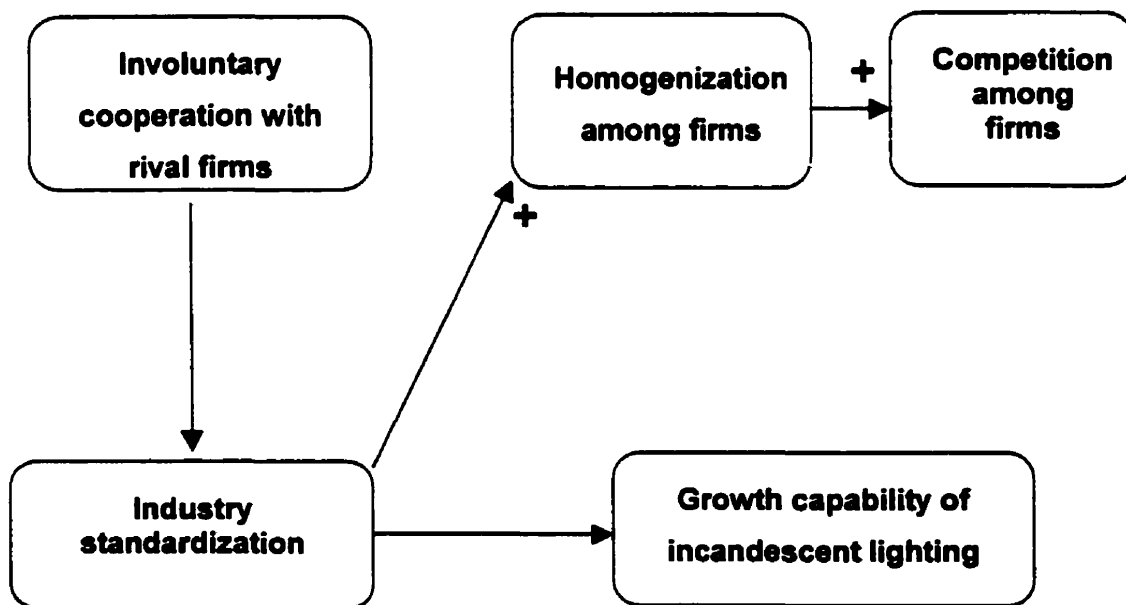 Involuntary
cooperation with
rival firms
Homogenization
among firms
+
Competition
among
firms
+
Industry
standardization
Growth capability of
incandescent lighting